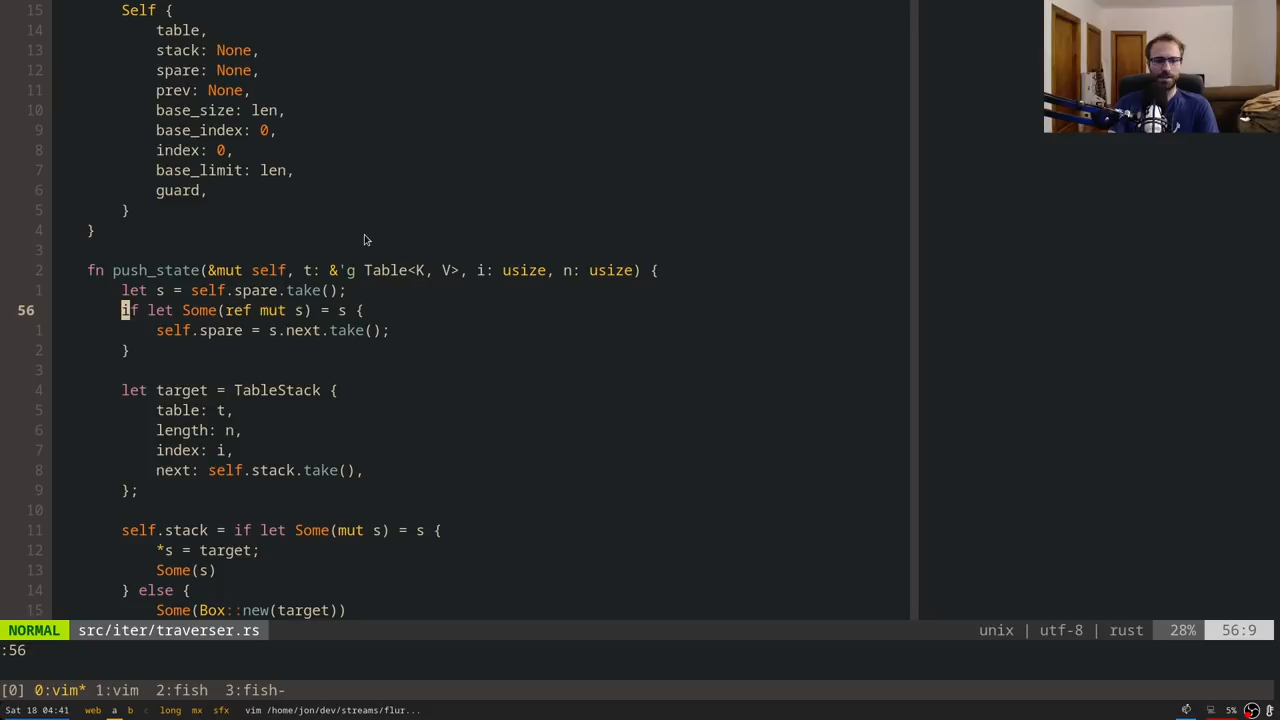 15        Self {
14            table,
13            stack: None,
12            spare: None,
11            prev: None,
10            base_size: len,
9            base_index: 0,
8            index: 0,
7            base_limit: len,
6            guard,
5        }
4    }
3
2    fn push_state(&mut self, t: &'g Table<K, V>, i: usize, n: usize) {
1        let s = self.spare.take();
56        if let Some(ref mut s) = s {
1            self.spare = s.next.take();
2        }
3
4        let target = TableStack {
5            table: t,
6            length: n,
7            index: i,
8            next: self.stack.take(),
9        };
10
11        self.stack = if let Some(mut s) = s {
12            *s = target;
13            Some(s)
14        } else {
15            Some(Box::new(target))
NORMAL src/iter/traverser.rs unix | utf-8 | rust 28% 56:9
:56
[0] 0:vim* 1:vim 2:fish 3:fish-
Sat 18 04:41 web a b long mx sfx vim /home/jon/dev/streams/flur... 5%